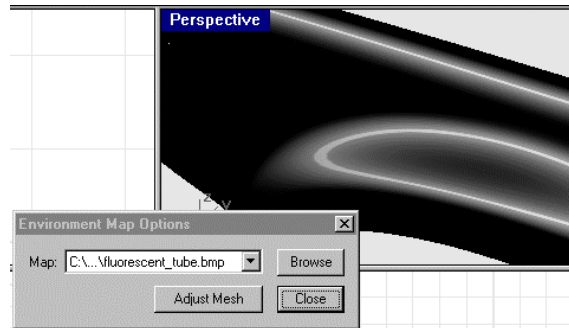 Perspective
z y
Environment Map Options
Map: C:\...\fluorescent_tube.bmp Browse
Adjust Mesh Close